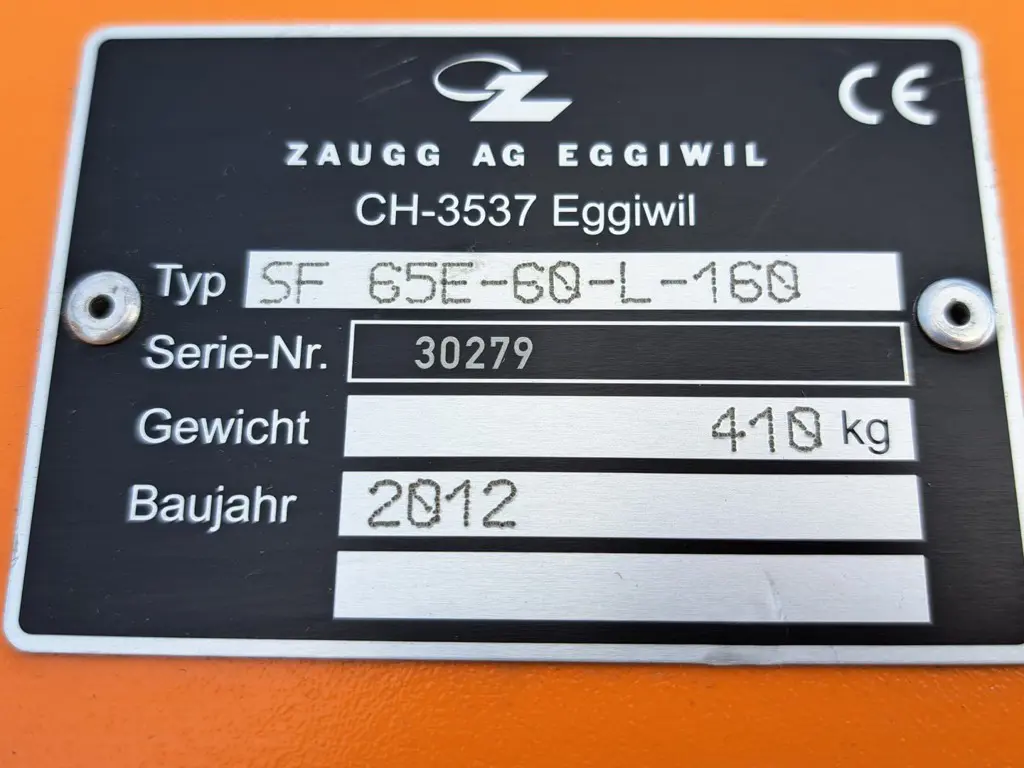 CE
ZAUGG AG EGGIWIL
CH-3537 Eggiwil
Typ SF 65E-60-L-160
Serie-Nr. 30279
Gewicht 410 kg
Baujahr 2012